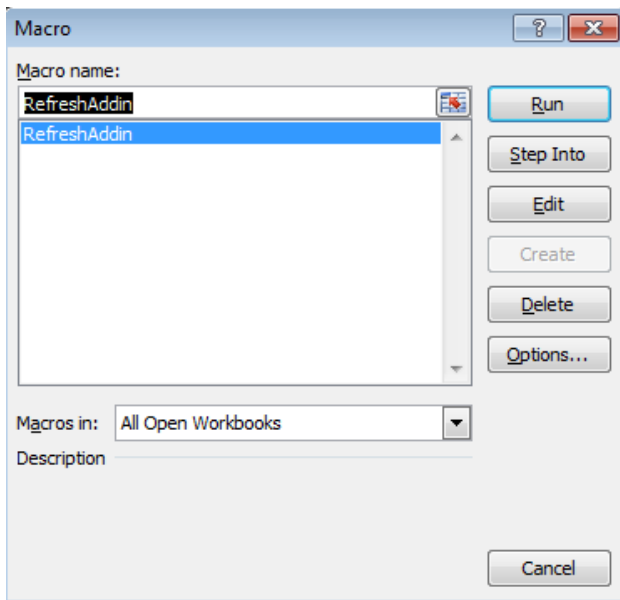 Macro
?
Macro name:
RefreshAddin
RefreshAddin
Run
Step Into
Edit
Create
Delete
Options...
Macros in: All Open Workbooks
Description
Cancel